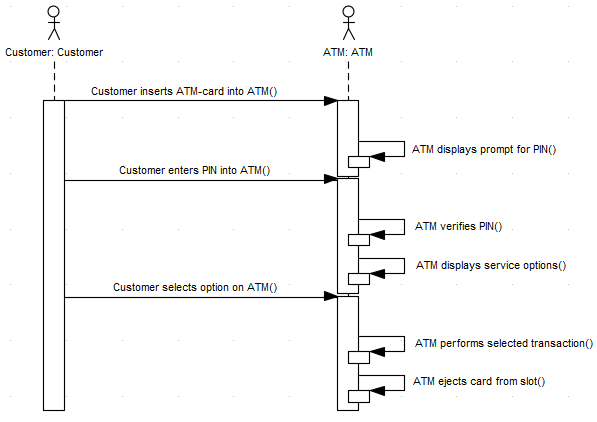 Customer: Customer
ATM: ATM
Customer inserts ATM-card into ATM()
ATM displays prompt for PIN()
Customer enters PIN into ATM()
ATM verifies PIN()
ATM displays service options()
Customer selects option on ATM()
ATM performs selected transaction()
ATM ejects card from slot()